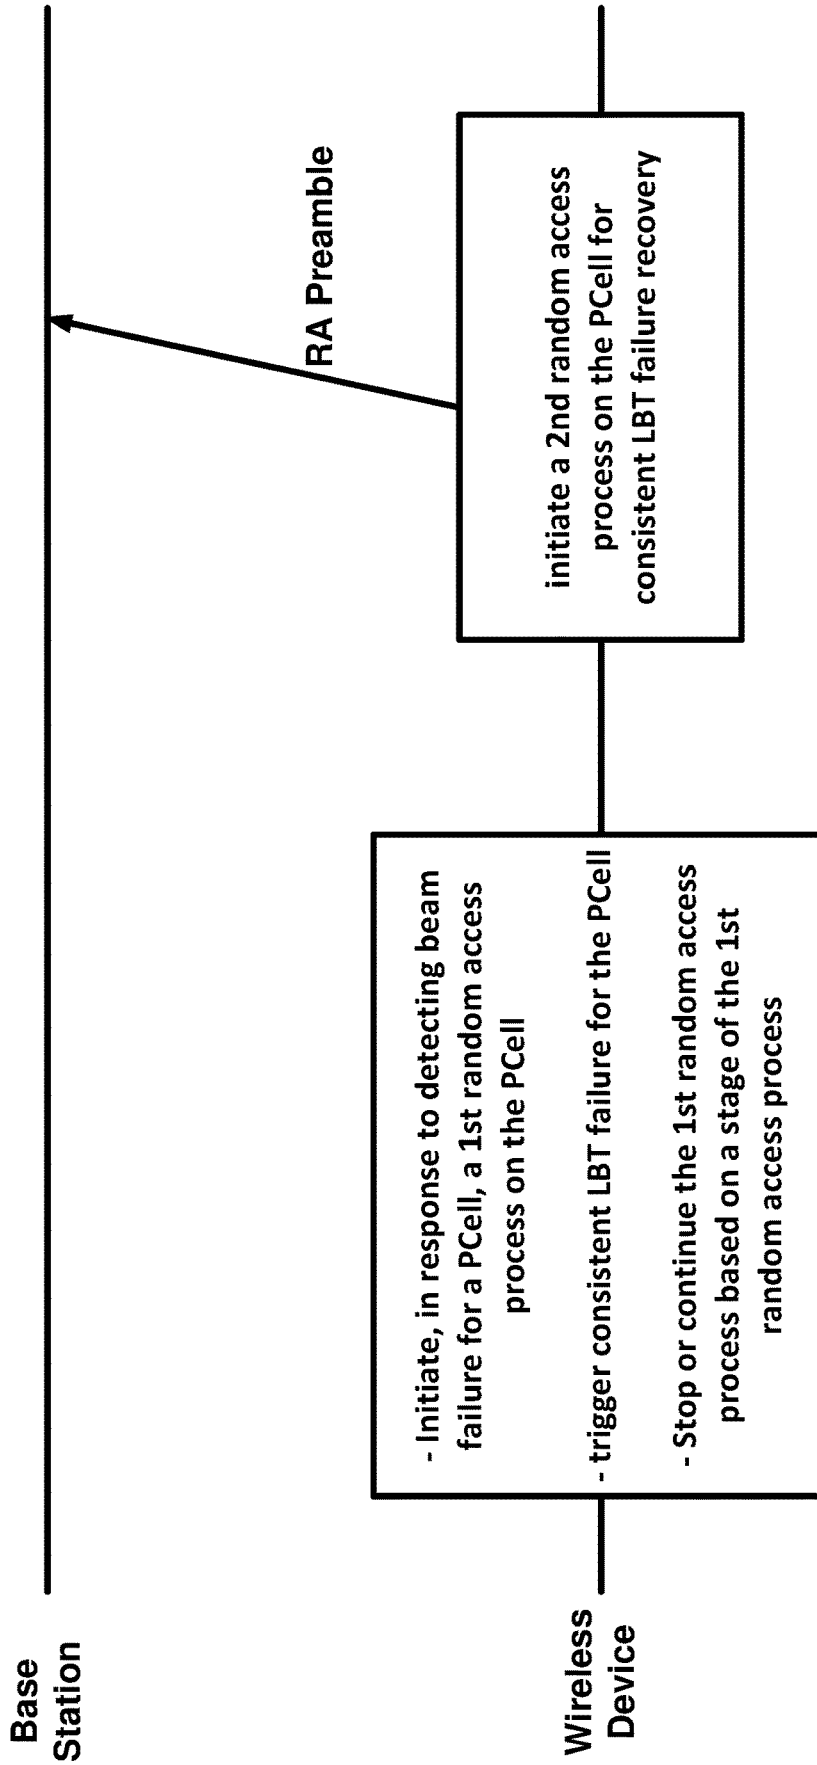 Base
Station
Wireless
Device
- Initiate, in response to detecting beam
failure for a PCell, a 1st random access
process on the PCell
- trigger consistent LBT failure for the PCell
- Stop or continue the 1st random access
process based on a stage of the 1st
random access process
RA Preamble
initiate a 2nd random access
process on the PCell for
consistent LBT failure recovery